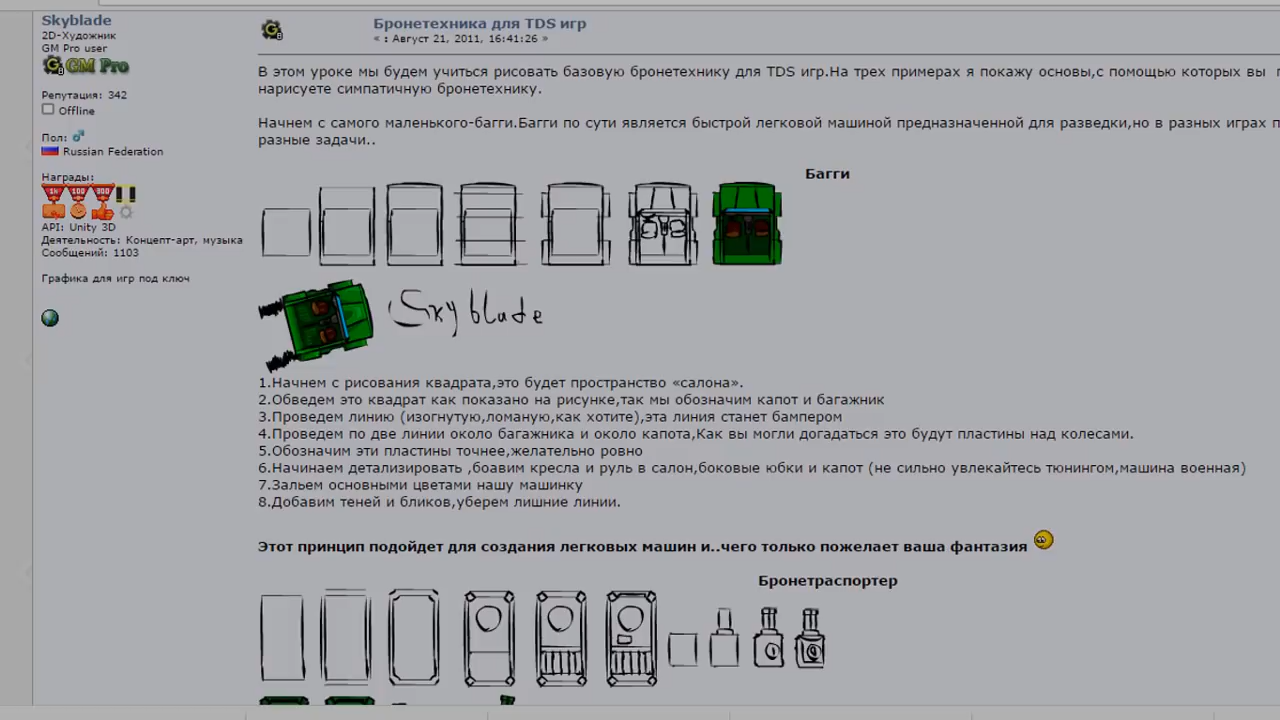 Skyblade
2D-Художник
GM Pro user
GM Pro
Репутация: 342
Offline
Пол:
Russian Federation
Награды:
API: Unity 3D
Деятельность: Концепт-арт, музыка
Сообщений: 1103
Графика для игр под ключ
Бронетехника для TDS игр
« : Август 21, 2011, 16:41:26 »
В этом уроке мы будем учиться рисовать базовую бронетехнику для TDS игр.На трех примерах я покажу основы,с помощью которых вы
нарисуете симпатичную бронетехнику.
Начнем с самого маленького-багги.Багги по сути является быстрой легковой машиной предназначенной для разведки,но в разных играх
разные задачи..
Багги
Skyblade
1.Начнем с рисования квадрата,это будет пространство «салона».
2.Обведем это квадрат как показано на рисунке,так мы обозначим капот и багажник
3.Проведем линию (изогнутую,ломаную,как хотите),эта линия станет бампером
4.Проведем по две линии около багажника и около капота,Как вы могли догадаться это будут пластины над колесами.
5.Обозначим эти пластины точнее,желательно ровно
6.Начинаем детализировать ,боавим кресла и руль в салон,боковые юбки и капот (не сильно увлекайтесь тюнингом,машина военная)
7.Зальем основными цветами нашу машинку
8.Добавим теней и бликов,уберем лишние линии.
Этот принцип подойдет для создания легковых машин и..чего только пожелает ваша фантазия
Бронетраспортер